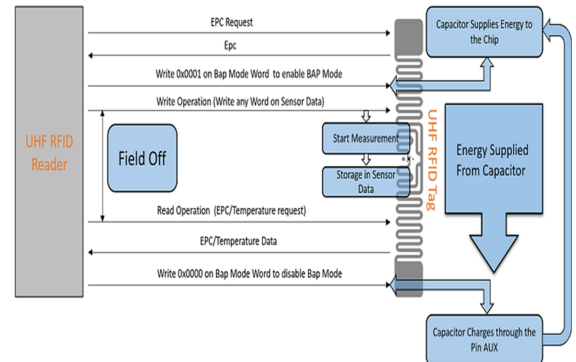 EPC Request
Capacitor Supplies Energy to
the Chip
Epc
Write 0x0001 on Bap Mode Word to enable BAP Mode
Write Operation (Write any Word on Sensor Data)
UHF RFID
Reader
Field Off
Start Measurement
Storage in Sensor
Data
UHF RFID Tag
Energy Supplied
From Capacitor
Read Operation (EPC/Temperature request)
EPC/Temperature Data
Write 0x0000 on Bap Mode Word to disable Bap Mode
Capacitor Charges through the
Pin AUX